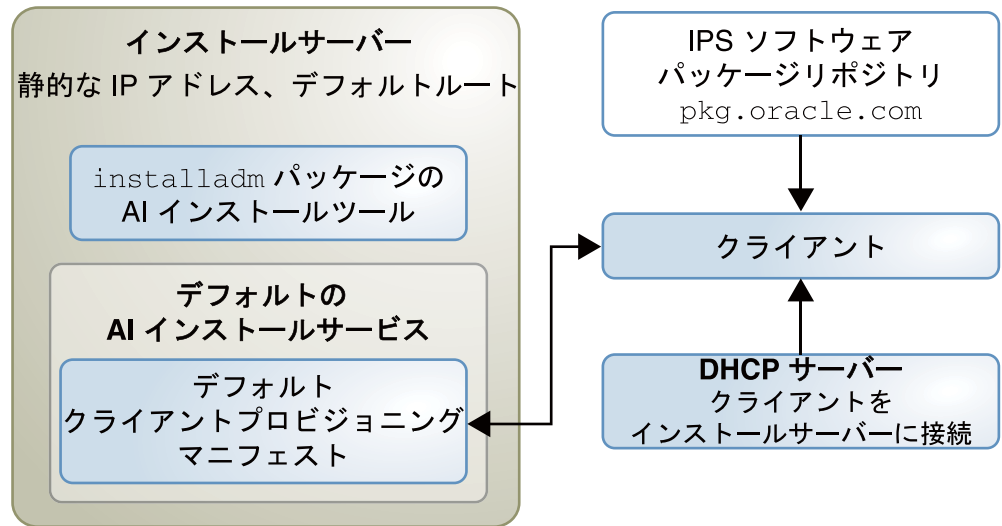 インストールサーバー
静的な IP アドレス、デフォルトルート
installadm パッケージの
AI インストールツール
デフォルトの
AI インストールサービス
デフォルト
クライアントプロビジョニング
マニフェスト
IPS ソフトウェア
パッケージリポジトリ
pkg.oracle.com
クライアント
DHCP サーバー
クライアントを
インストールサーバーに接続